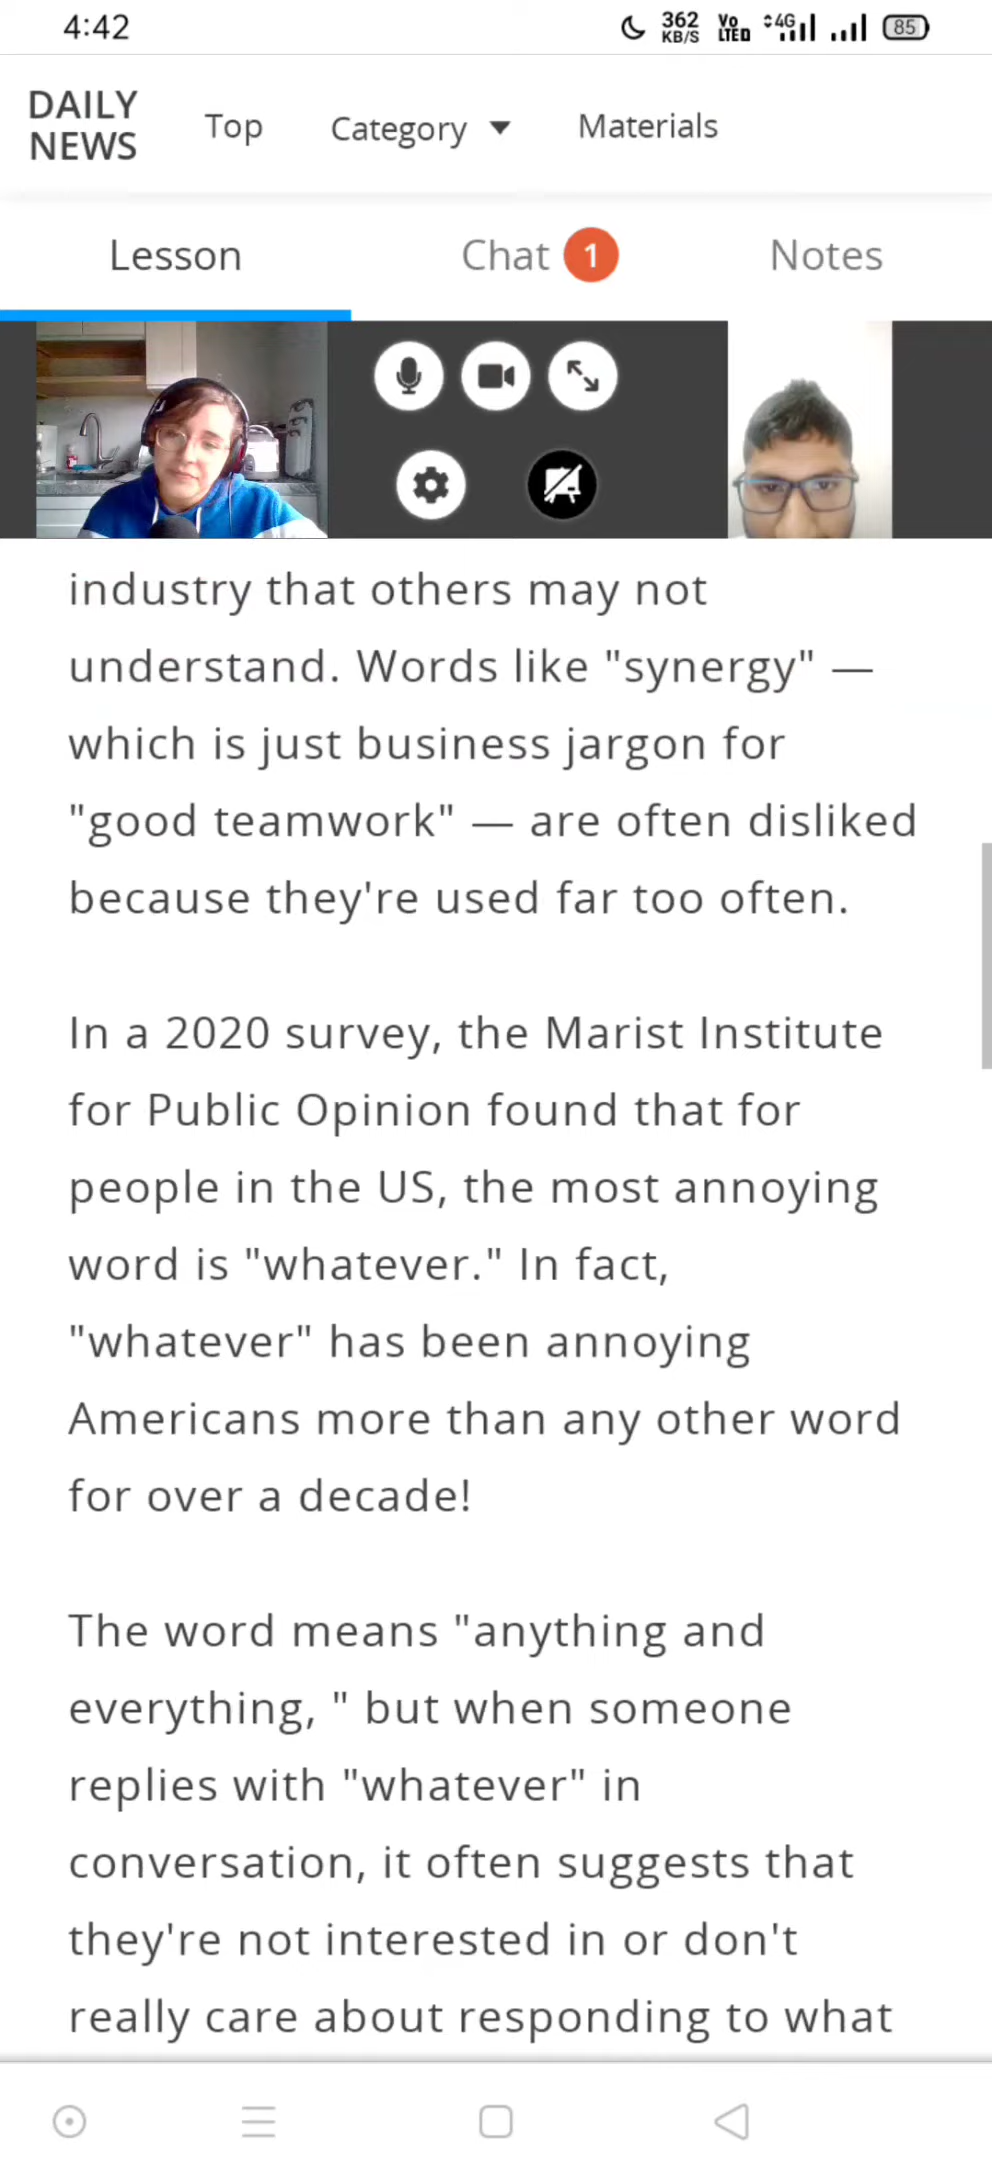 4:42
362
KB/S
Vo
LTE
4G
85
DAILY
NEWS
Top
Category
Materials
Lesson
Chat 1
Notes
industry that others may not
understand. Words like "synergy" —
which is just business jargon for
"good teamwork" — are often disliked
because they're used far too often.
In a 2020 survey, the Marist Institute
for Public Opinion found that for
people in the US, the most annoying
word is "whatever." In fact,
"whatever" has been annoying
Americans more than any other word
for over a decade!
The word means "anything and
everything, " but when someone
replies with "whatever" in
conversation, it often suggests that
they're not interested in or don't
really care about responding to what